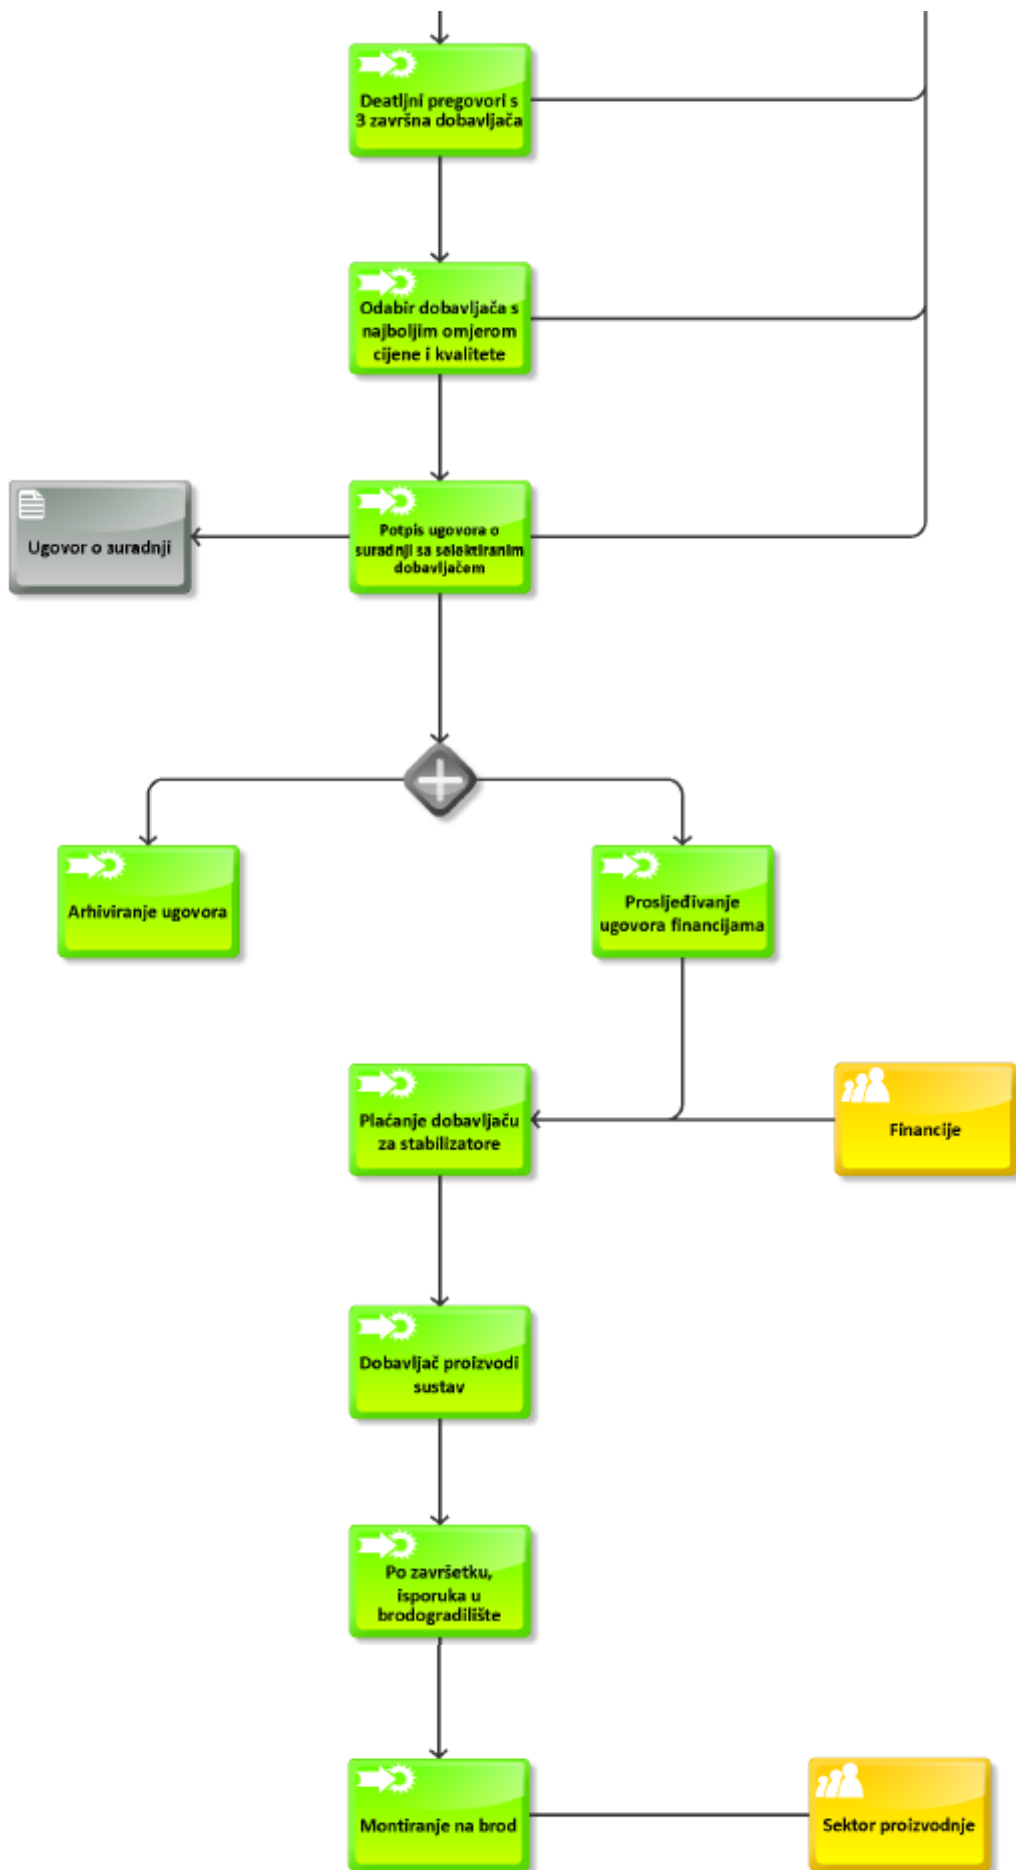 Deatljni pregovori s
3 završna dobavljača
Odabir dobavljača s
najboljim omjerom
cijene i kvalitete
Ugovor o suradnji
Potpis ugovora o
suradnji sa selektiranim
dobavljačem
Arhiviranje ugovora
Prosljeđivanje
ugovora financijama
Plaćanje dobavljaču
za stabilizatore
Financije
Dobavljač proizvodi
sustav
Po završetku,
isporuka u
brodogradilište
Montiranje na brod
Sektor proizvodnje